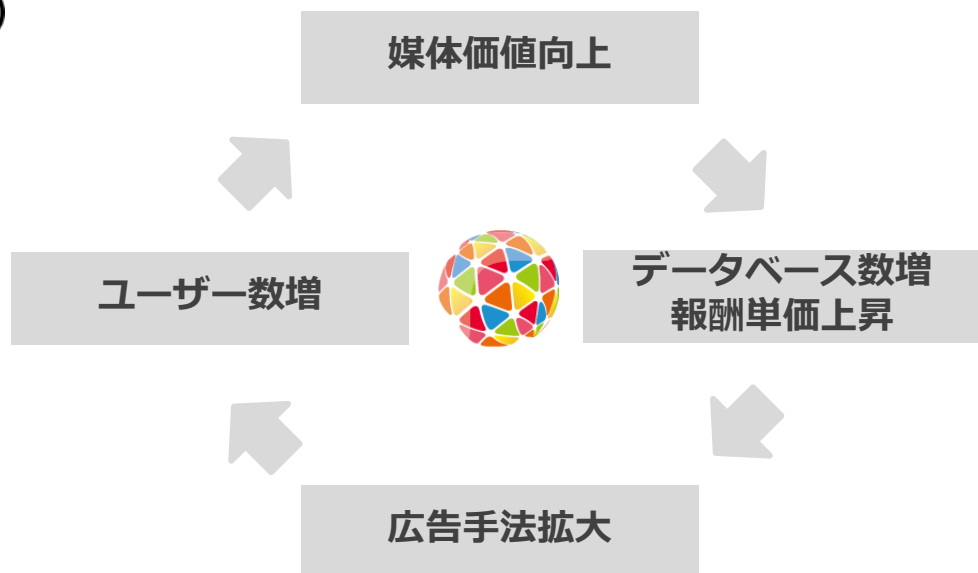 )
媒体価値向上
ユーザー数増
データベース数増
報酬単価上昇
広告手法拡大